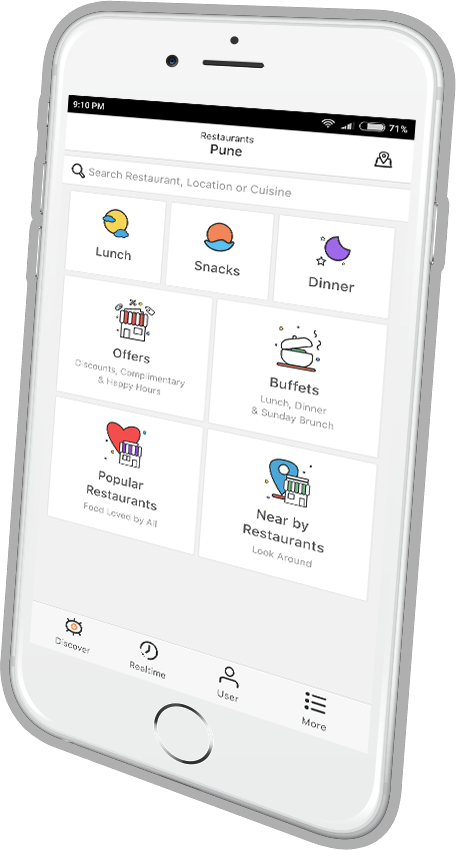 9:10 PM
71%
Restaurants
Pune
Search Restaurant, Location or Cuisine
Lunch
Snacks
Dinner
Offers
Discounts, Complimentary
& Happy Hours
Buffets
Lunch, Dinner
& Sunday Brunch
Popular
Restaurants
Food Loved by All
Near by
Restaurants
Look Around
Discover
Realtime
User
More